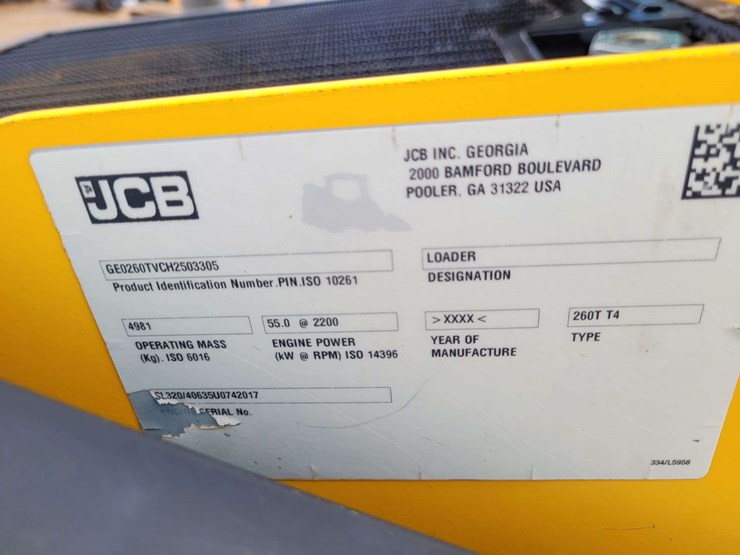 JCB
JCB INC. GEORGIA
2000 BAMFORD BOULEVARD
POOLER, GA 31322 USA
GE0260TVCH2503305
Product Identification Number.PIN.ISO 10261
LOADER
DESIGNATION
4981
OPERATING MASS
(Kg). ISO 6016
55.0 @ 2200
ENGINE POWER
(kW @ RPM) ISO 14396
>XXXX<
YEAR OF
MANUFACTURE
260T T4
TYPE
SL320/40635U0742017
SERIAL No.
334/L5958